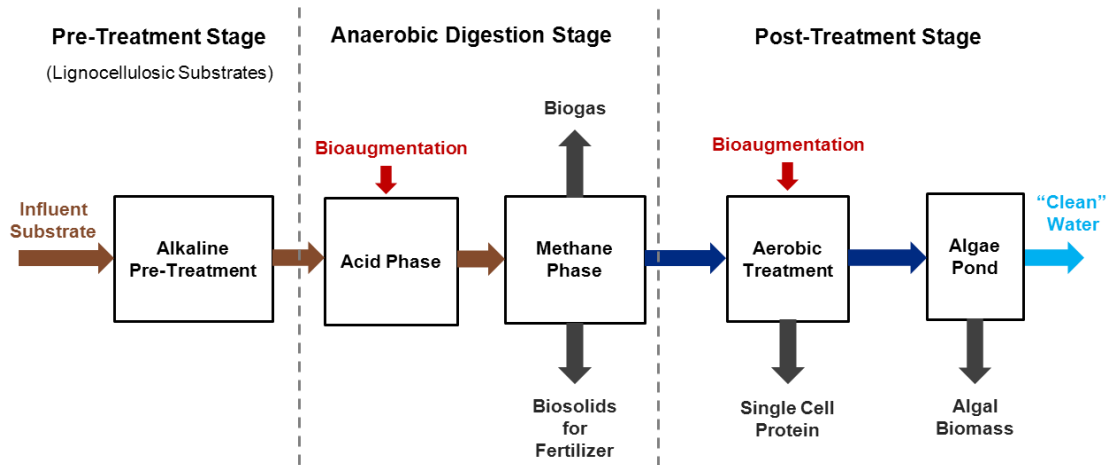 Pre-Treatment Stage
(Lignocellulosic Substrates)
Anaerobic Digestion Stage
Post-Treatment Stage
Influent
Substrate
Alkaline
Pre-Treatment
Bioaugmentation
Acid Phase
Biogas
Methane
Phase
Biosolids
for
Fertilizer
Bioaugmentation
Aerobic
Treatment
Single Cell
Protein
Algae
Pond
Algal
Biomass
“Clean”
Water